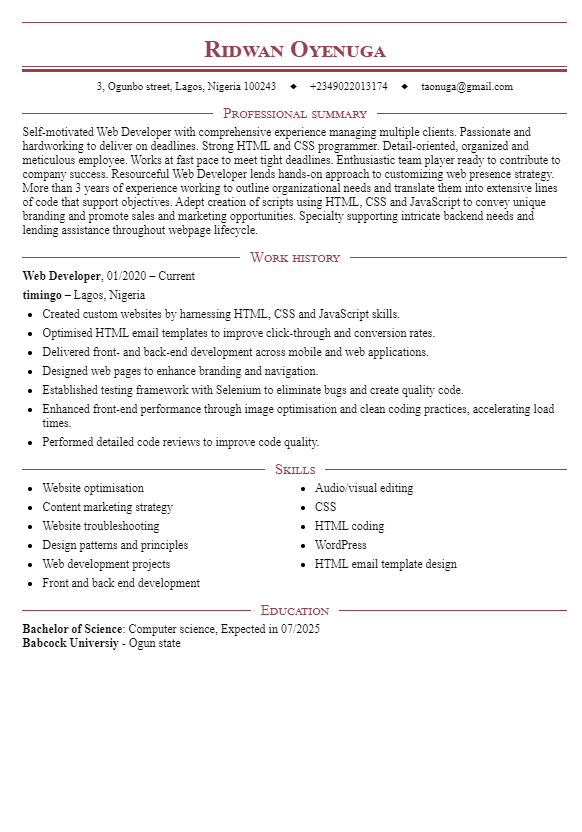 Ridwan Oyenuga
3, Ogunbo street, Lagos, Nigeria 100243 ◆ +2349022013174 ◆ taonuga@gmail.com
Professional summary
Self-motivated Web Developer with comprehensive experience managing multiple clients. Passionate and
hardworking to deliver on deadlines. Strong HTML and CSS programmer. Detail-oriented, organized and
meticulous employee. Works at fast pace to meet tight deadlines. Enthusiastic team player ready to contribute to
company success. Resourceful Web Developer lends hands-on approach to customizing web presence strategy.
More than 3 years of experience working to outline organizational needs and translate them into extensive lines
of code that support objectives. Adept creation of scripts using HTML, CSS and JavaScript to convey unique
branding and promote sales and marketing opportunities. Specialty supporting intricate backend needs and
lending assistance throughout webpage lifecycle.
Work history
Web Developer, 01/2020 – Current
timingo – Lagos, Nigeria
• Created custom websites by harnessing HTML, CSS and JavaScript skills.
• Optimised HTML email templates to improve click-through and conversion rates.
• Delivered front- and back-end development across mobile and web applications.
• Designed web pages to enhance branding and navigation.
• Established testing framework with Selenium to eliminate bugs and create quality code.
• Enhanced front-end performance through image optimisation and clean coding practices, accelerating load
times.
• Performed detailed code reviews to improve code quality.
Skills
• Website optimisation
• Content marketing strategy
• Website troubleshooting
• Design patterns and principles
• Web development projects
• Front and back end development
• Audio/visual editing
• CSS
• HTML coding
• WordPress
• HTML email template design
Education
Bachelor of Science: Computer science, Expected in 07/2025
Babcock Universiy - Ogun state